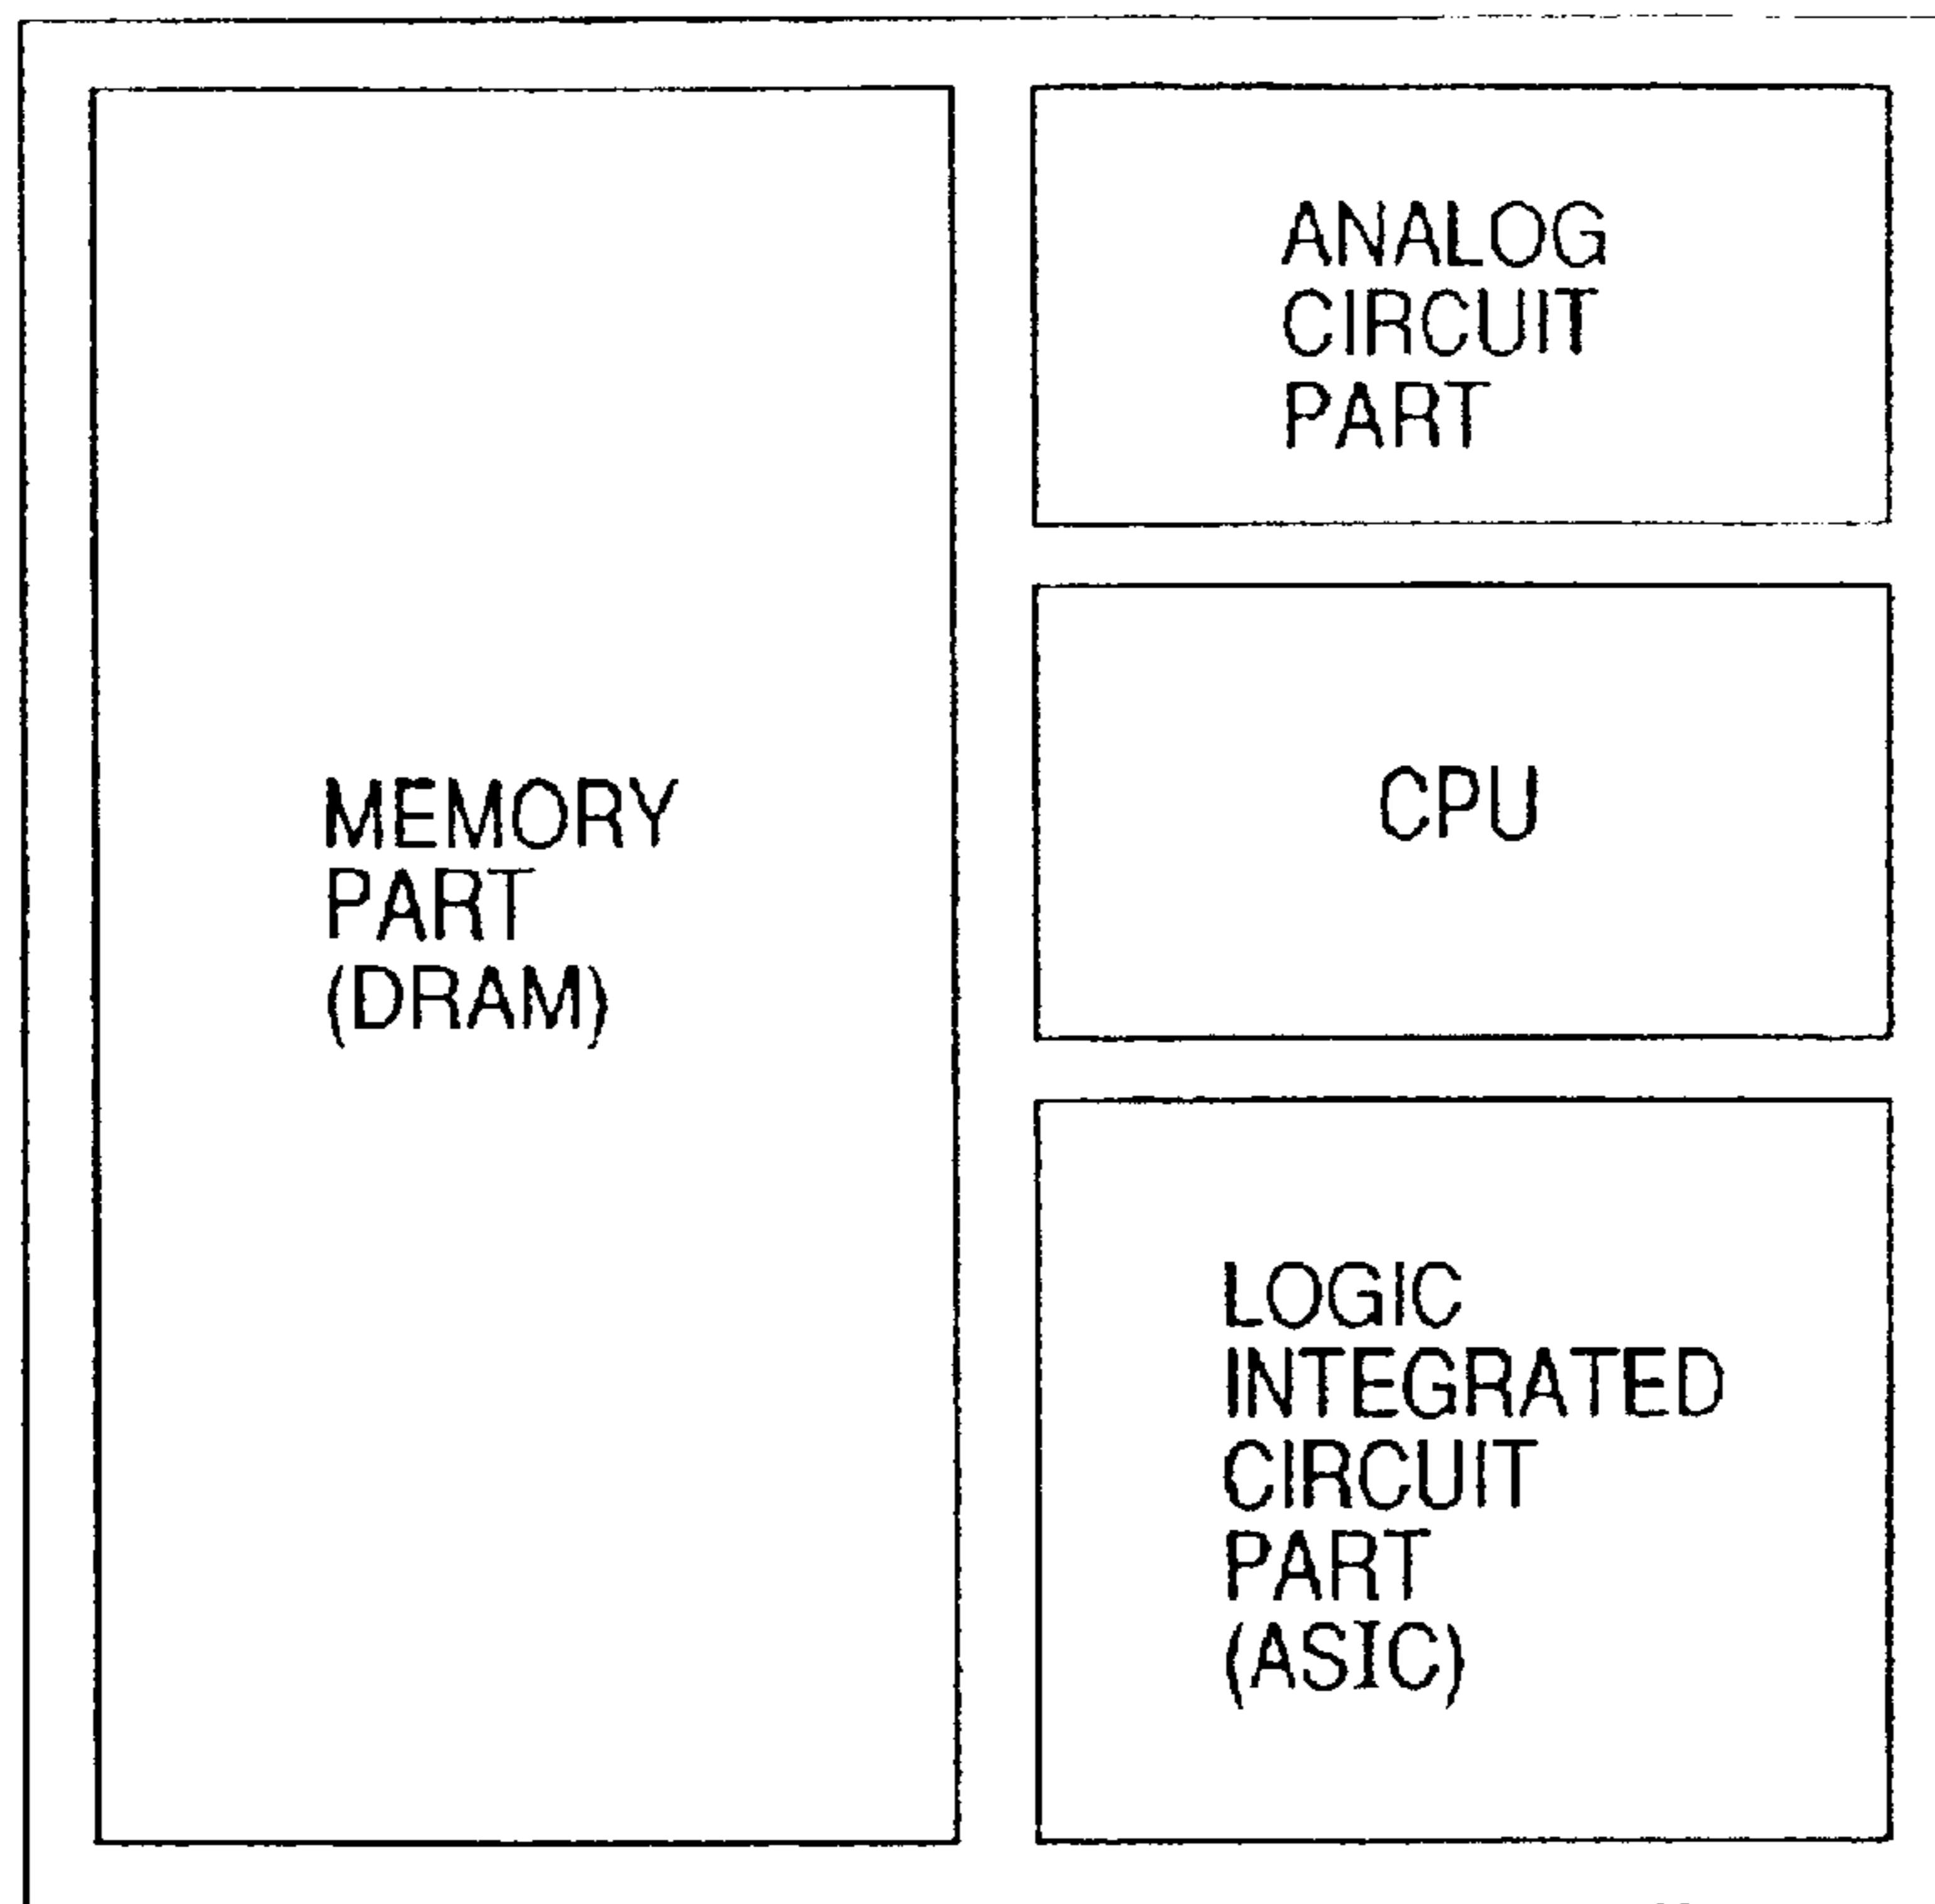 MEMORY
PART
(DRAM)
ANALOG
CIRCUIT
PART
CPU
LOGIC
INTEGRATED
CIRCUIT
PART
(ASIC)